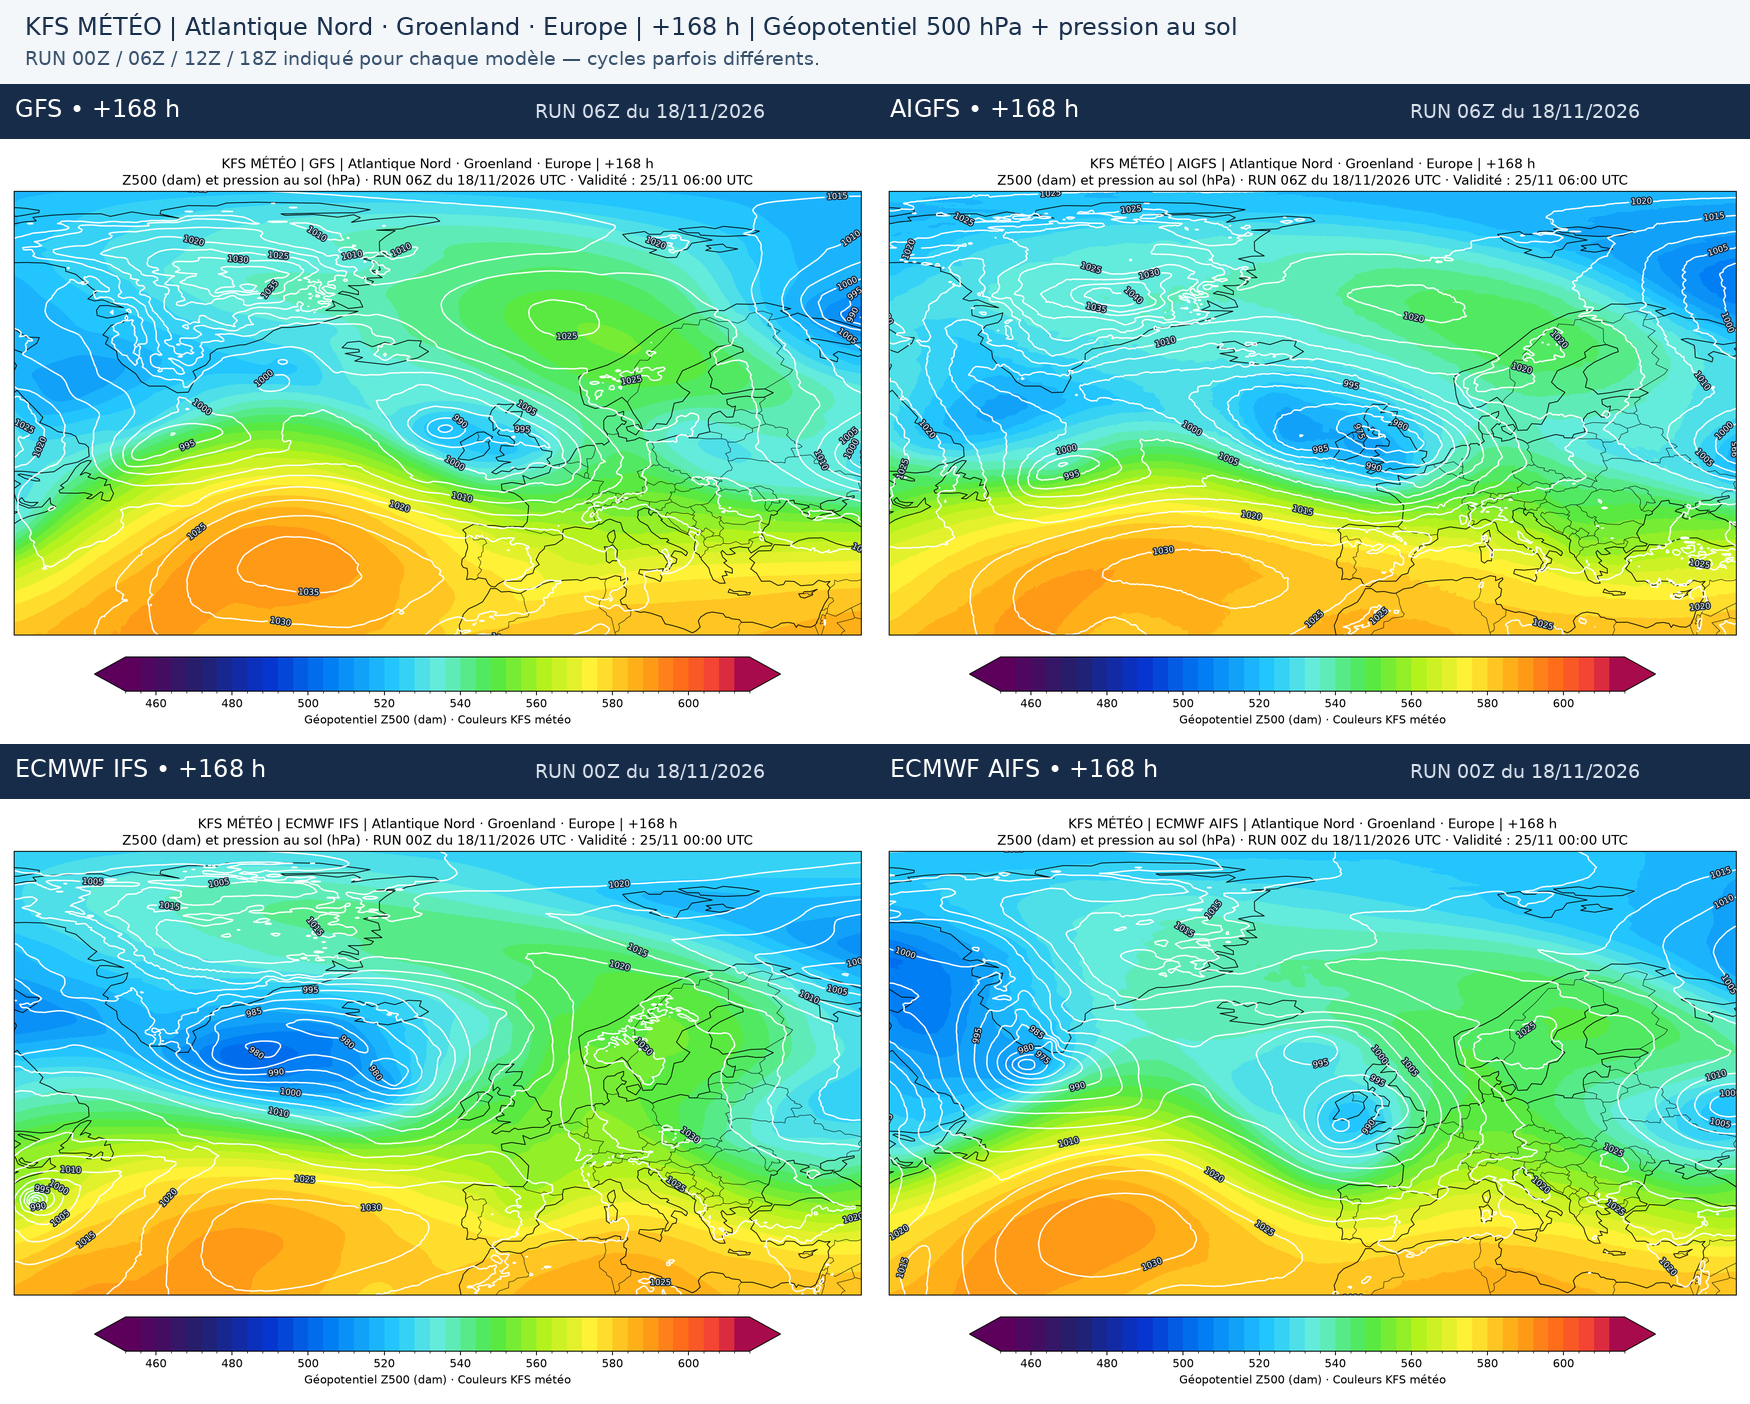 KFS MÉTÉO | Atlantique Nord · Groenland · Europe | +168 h | Géopotentiel 500 hPa + pression au sol
RUN 00Z / 06Z / 12Z / 18Z indiqué pour chaque modèle — cycles parfois différents.
GFS • +168 h
RUN 06Z du 18/11/2026
AIGFS • +168 h
RUN 06Z du 18/11/2026
KFS MÉTÉO | GFS | Atlantique Nord · Groenland · Europe | +168 h
Z500 (dam) et pression au sol (hPa) · RUN 06Z du 18/11/2026 UTC · Validité : 25/11 06:00 UTC
KFS MÉTÉO | AIGFS | Atlantique Nord · Groenland · Europe | +168 h
Z500 (dam) et pression au sol (hPa) · RUN 06Z du 18/11/2026 UTC · Validité : 25/11 06:00 UTC
460 480 500 520 540 560 580 600
Géopotentiel Z500 (dam) · Couleurs KFS météo
460 480 500 520 540 560 580 600
Géopotentiel Z500 (dam) · Couleurs KFS météo
ECMWF IFS • +168 h
RUN 00Z du 18/11/2026
ECMWF AIFS • +168 h
RUN 00Z du 18/11/2026
KFS MÉTÉO | ECMWF IFS | Atlantique Nord · Groenland · Europe | +168 h
Z500 (dam) et pression au sol (hPa) · RUN 00Z du 18/11/2026 UTC · Validité : 25/11 00:00 UTC
KFS MÉTÉO | ECMWF AIFS | Atlantique Nord · Groenland · Europe | +168 h
Z500 (dam) et pression au sol (hPa) · RUN 00Z du 18/11/2026 UTC · Validité : 25/11 00:00 UTC
460 480 500 520 540 560 580 600
Géopotentiel Z500 (dam) · Couleurs KFS météo
460 480 500 520 540 560 580 600
Géopotentiel Z500 (dam) · Couleurs KFS météo